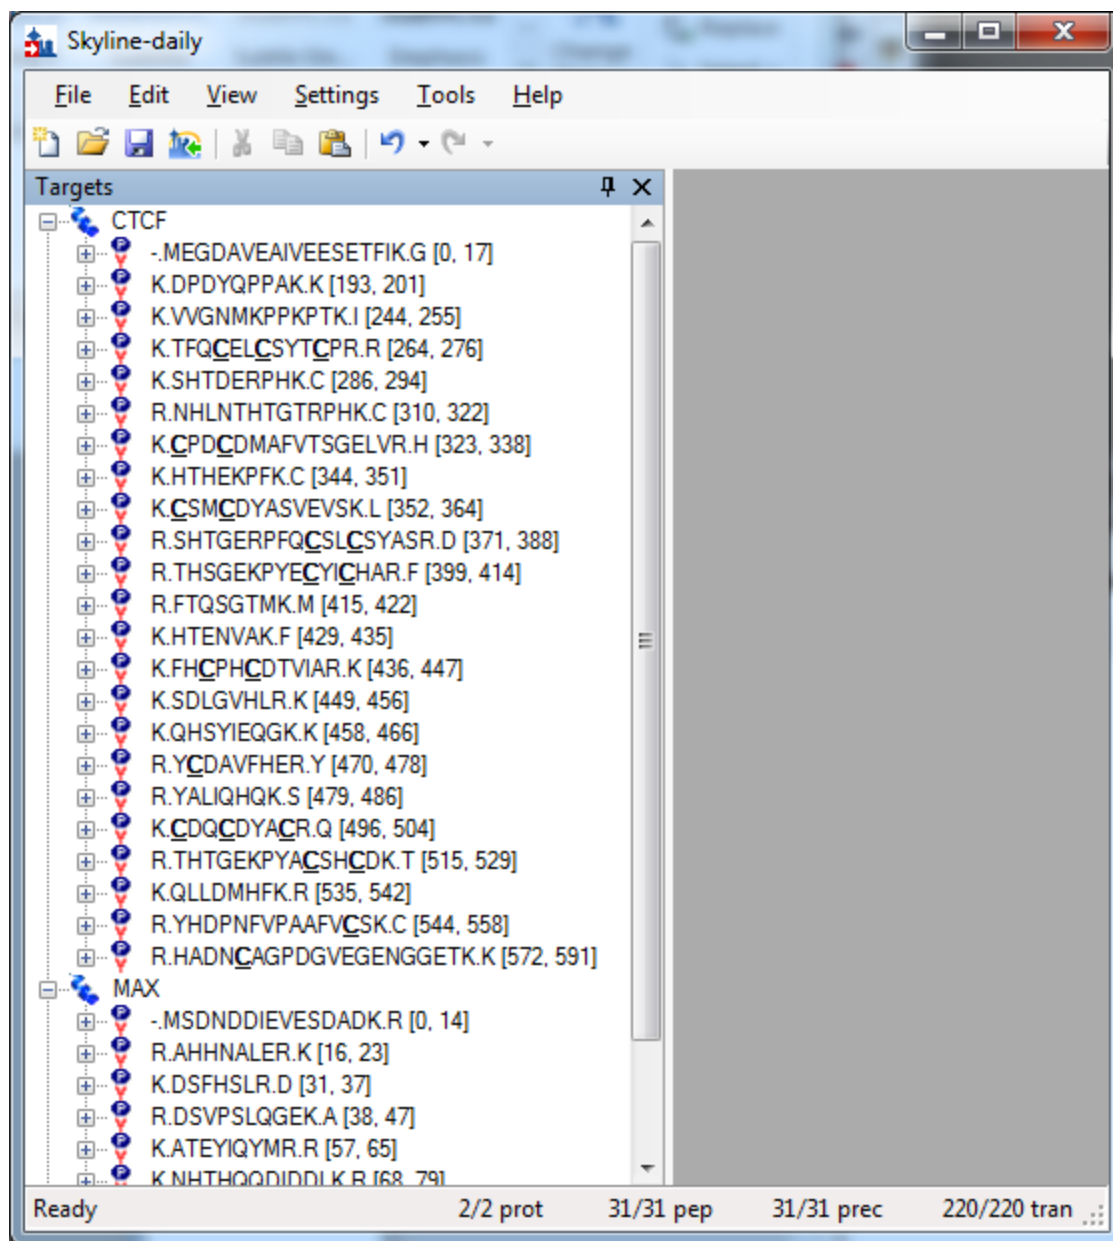 Skyline-daily
File Edit View Settings Tools Help
Targets
CTCF
-.MEGDAVEAIVEESETFIK.G [0, 17]
K.DPDYQPPAK.K [193, 201]
K.VVGNMKPPKPTK.I [244, 255]
K.TFQCELCSYTCPR.R [264, 276]
K.SHTDERPHK.C [286, 294]
R.NHLNTHTGTRPHK.C [310, 322]
K.CPDCDMAFVTSGELVR.H [323, 338]
K.HTHEKPFK.C [344, 351]
K.CSMCDYASVEVSK.L [352, 364]
R.SHTGERPFQCSLCSYASR.D [371, 388]
R.THSGEKPYECYICHAR.F [399, 414]
R.FTQSGTMK.M [415, 422]
K.HTENVAK.F [429, 435]
K.FHCPHCDTVIAR.K [436, 447]
K.SDLGVHLR.K [449, 456]
K.QHSYIEQGK.K [458, 466]
R.YCDAVFHER.Y [470, 478]
R.YALIQHQK.S [479, 486]
K.CDQCDYACR.Q [496, 504]
R.THTGEKPYACSHCDK.T [515, 529]
K.QLLDMHFK.R [535, 542]
R.YHDPNFVPAAFVCSK.C [544, 558]
R.HADNCAGPDGVEGENGGETK.K [572, 591]
MAX
-.MSDNDDIEVESDADK.R [0, 14]
R.AHHNALER.K [16, 23]
K.DSFHSLR.D [31, 37]
R.DSVPSLQGEK.A [38, 47]
K.ATEYIQYMR.R [57, 65]
K.NHTHQQDIDDLK.R [68, 79]
Ready 2/2 prot 31/31 pep 31/31 prec 220/220 tran